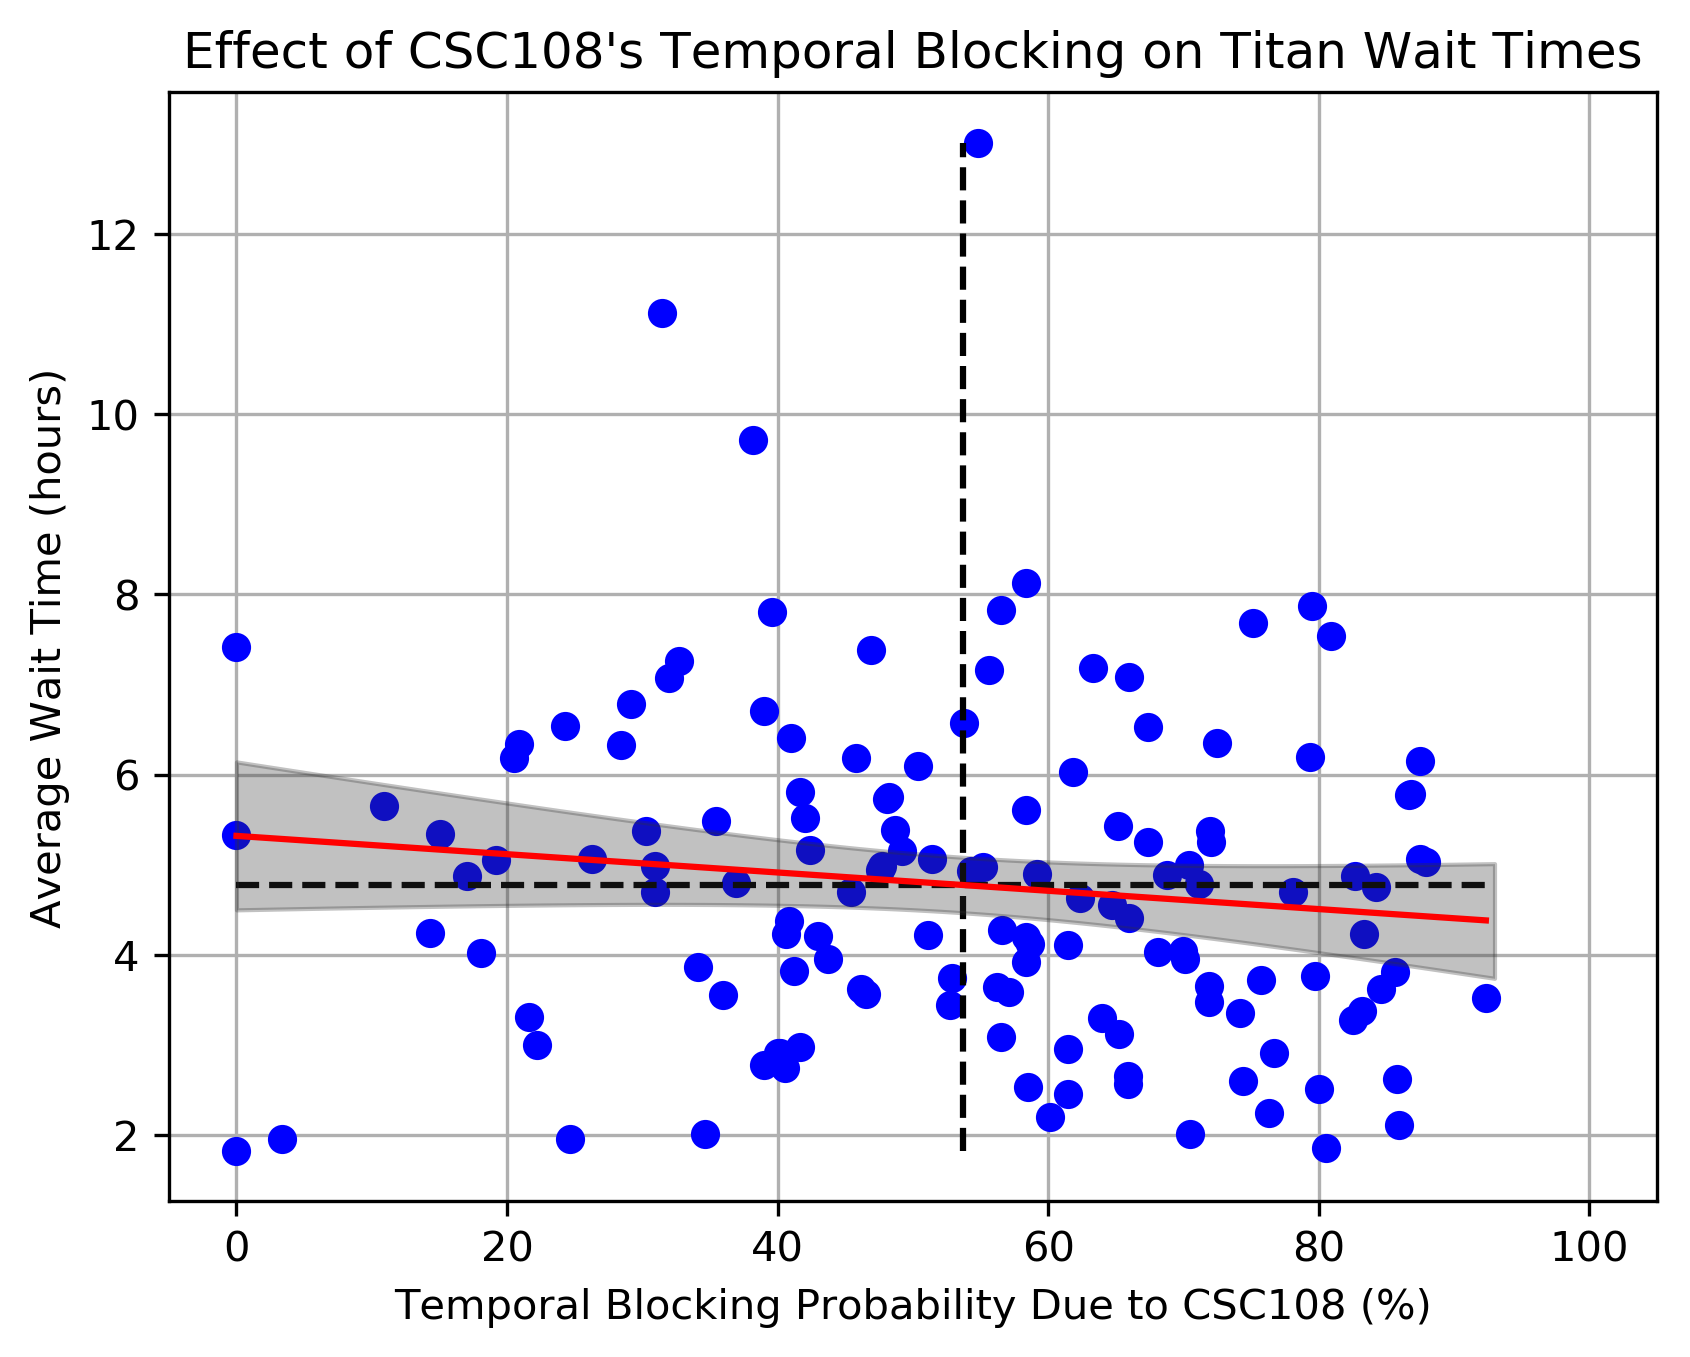 Effect of CSC108's Temporal Blocking on Titan Wait Times
Average Wait Time (hours)
12
10
8
6
4
2
0 20 40 60 80 100
Temporal Blocking Probability Due to CSC108 (%)